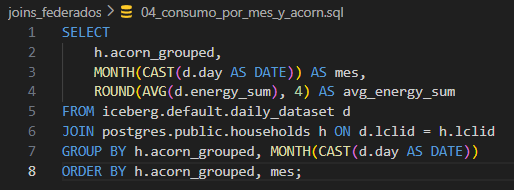 joins_federados > 04_consumo_por_mes_y_acorn.sql
1 SELECT
2 h.acorn_grouped,
3 MONTH(CAST(d.day AS DATE)) AS mes,
4 ROUND(AVG(d.energy_sum), 4) AS avg_energy_sum
5 FROM iceberg.default.daily_dataset d
6 JOIN postgres.public.households h ON d.lclid = h.lclid
7 GROUP BY h.acorn_grouped, MONTH(CAST(d.day AS DATE))
8 ORDER BY h.acorn_grouped, mes;